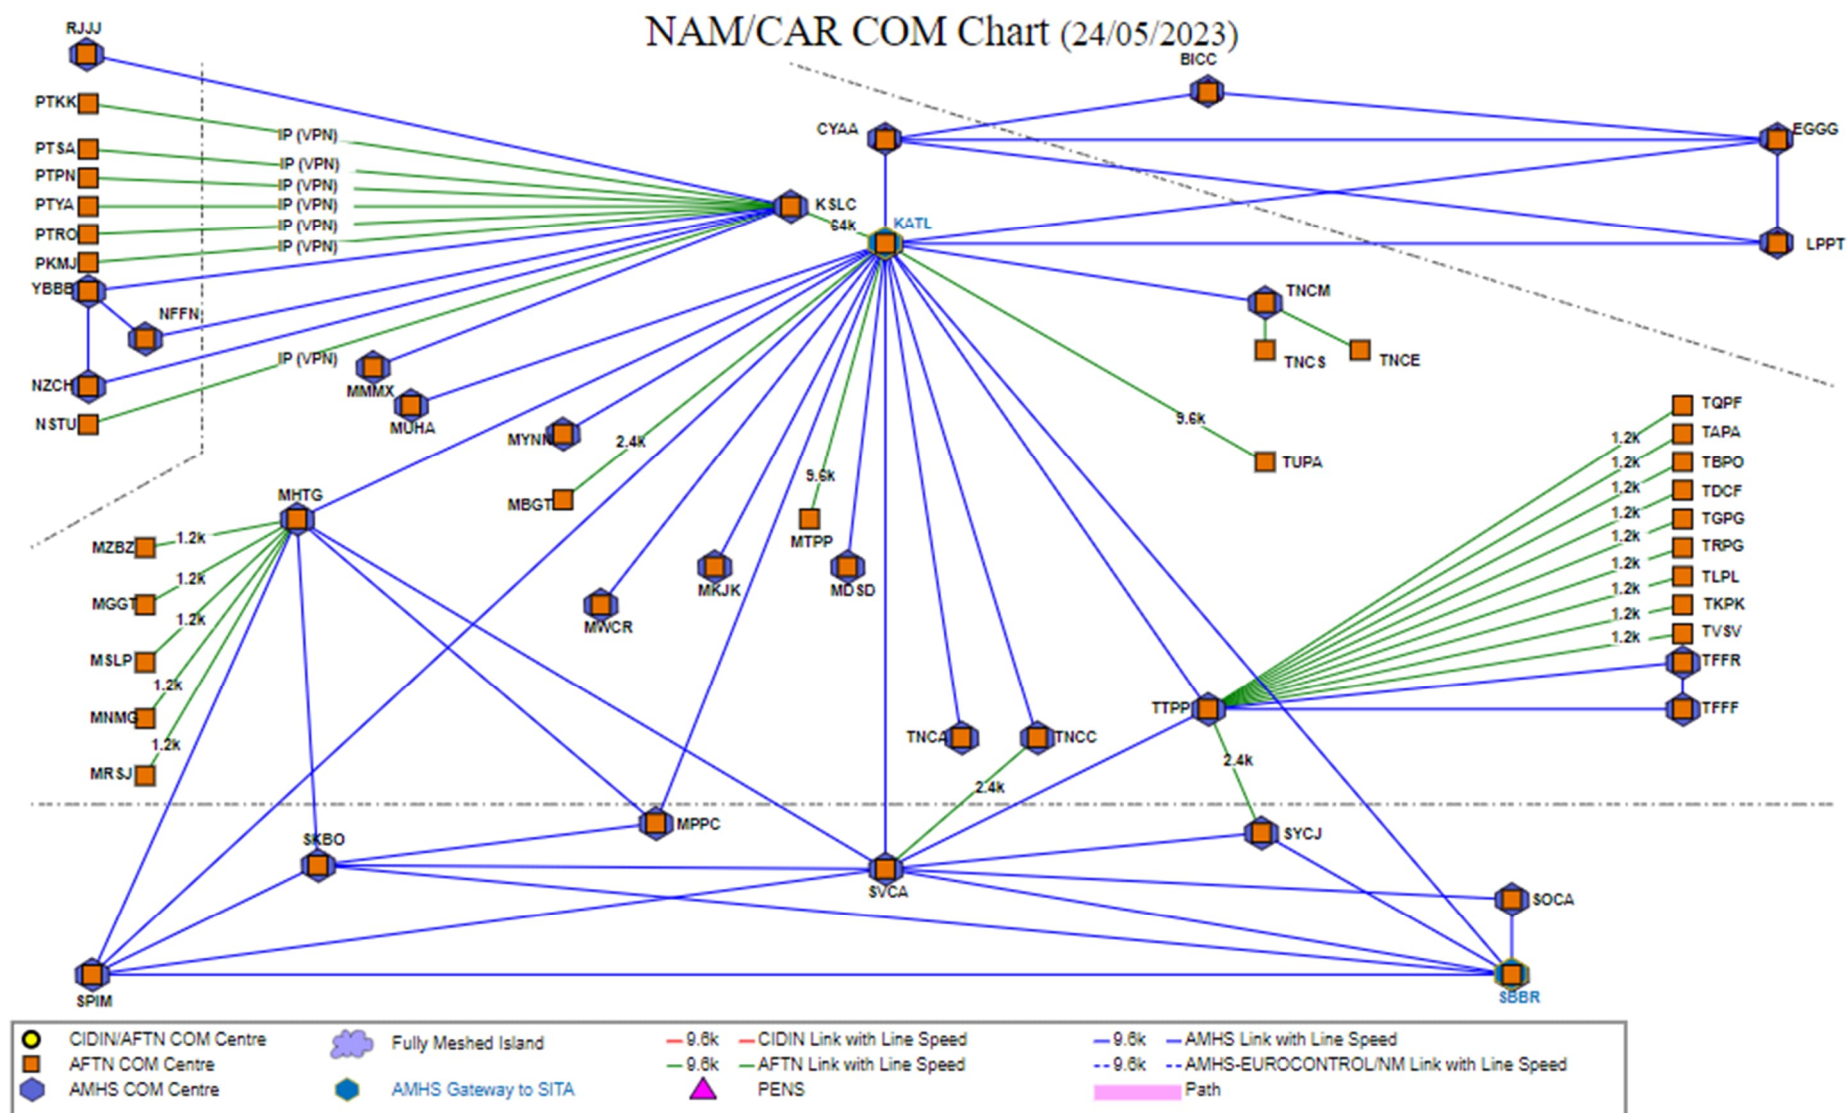 NAM/CAR COM Chart (24/05/2023)
RJJJ
BICC
PTKK
CYAA
EGGG
IP (VPN)
PTSA
IP (VPN)
PTPN
IP (VPN)
PTYA
IP (VPN)
KSLC
64k
KATL
PTRO
IP (VPN)
IP (VPN)
LPPT
PKMJ
YBBB
TNCM
NFFN
IP (VPN)
TNCS
TNCE
NZCH
MMMX
NSTU
MUHA
MYNN
2.4k
9.6k
TQPF
1.2k
TAPA
1.2k
TBPO
1.2k
TDCF
1.2k
TGPG
1.2k
TRPG
1.2k
TLPL
1.2k
TKPK
1.2k
TVSV
1.2k
TFFR
TFFF
TUPA
MBGT
9.6k
MTPP
MHTG
MZBZ
1.2k
MGGT
1.2k
1.2k
MSLP
1.2k
MNMG
1.2k
MRSJ
MKJK
MDSD
MWCR
TTPP
TNCA
TNCC
2.4k
2.4k
MPPC
SYCJ
SKBO
SVCA
SOCA
SPIM
SBBR
CIDIN/AFTN COM Centre
AFTN COM Centre
AMHS COM Centre
Fully Meshed Island
AMHS Gateway to SITA
9.6k CIDIN Link with Line Speed
9.6k AFTN Link with Line Speed
PENS
9.6k AMHS Link with Line Speed
9.6k AMHS-EUROCONTROL/NM Link with Line Speed
Path